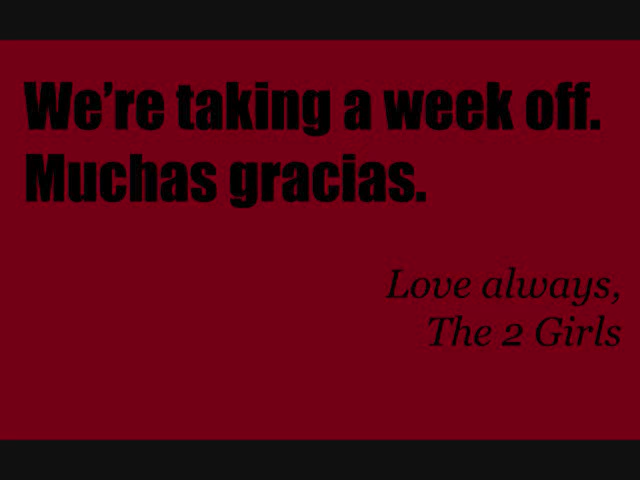 We're taking a week off.
Muchas gracias.
Love always,
The 2 Girls